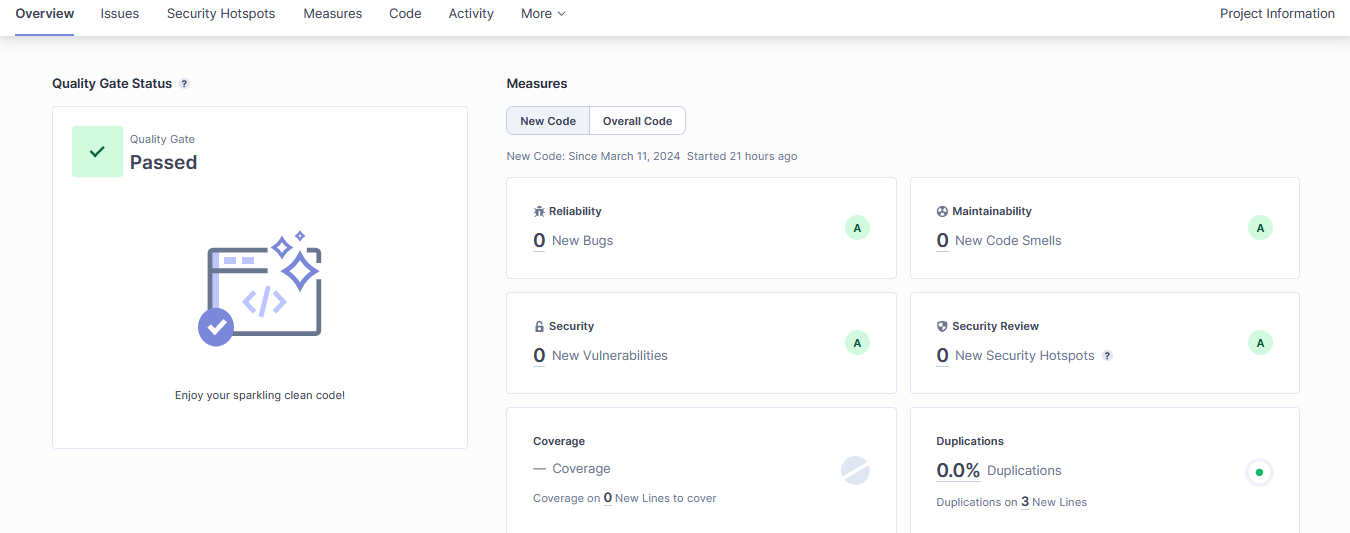 Overview Issues Security Hotspots Measures Code Activity More Project Information
Quality Gate Status ?
Quality Gate
Passed
Enjoy your sparkling clean code!
Measures
New Code Overall Code
New Code: Since March 11, 2024 Started 21 hours ago
Reliability
0 New Bugs
A
Maintainability
0 New Code Smells
A
Security
0 New Vulnerabilities
A
Security Review
0 New Security Hotspots ?
A
Coverage
— Coverage
Coverage on 0 New Lines to cover
Duplications
0.0% Duplications
Duplications on 3 New Lines